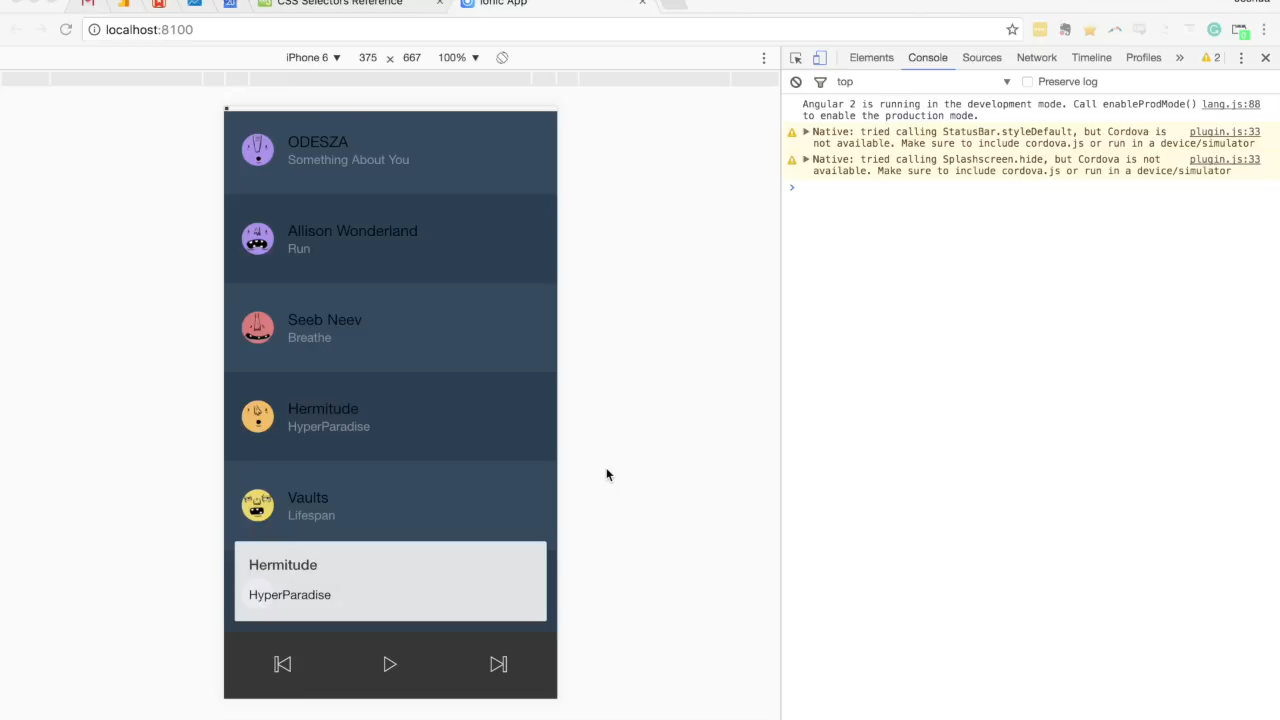 CSS Selectors Reference
Ionic App
localhost:8100
iPhone 6 ▼ 375 × 667 100% ▼
Elements Console Sources Network Timeline Profiles » 2
top ▼ Preserve log
Angular 2 is running in the development mode. Call enableProdMode() lang.js:88
to enable the production mode.
Native: tried calling StatusBar.styleDefault, but Cordova is plugin.js:33
not available. Make sure to include cordova.js or run in a device/simulator
Native: tried calling Splashscreen.hide, but Cordova is not plugin.js:33
available. Make sure to include cordova.js or run in a device/simulator
ODESZA
Something About You
Allison Wonderland
Run
Seeb Neev
Breathe
Hermitude
HyperParadise
Vaults
Lifespan
Hermitude
HyperParadise